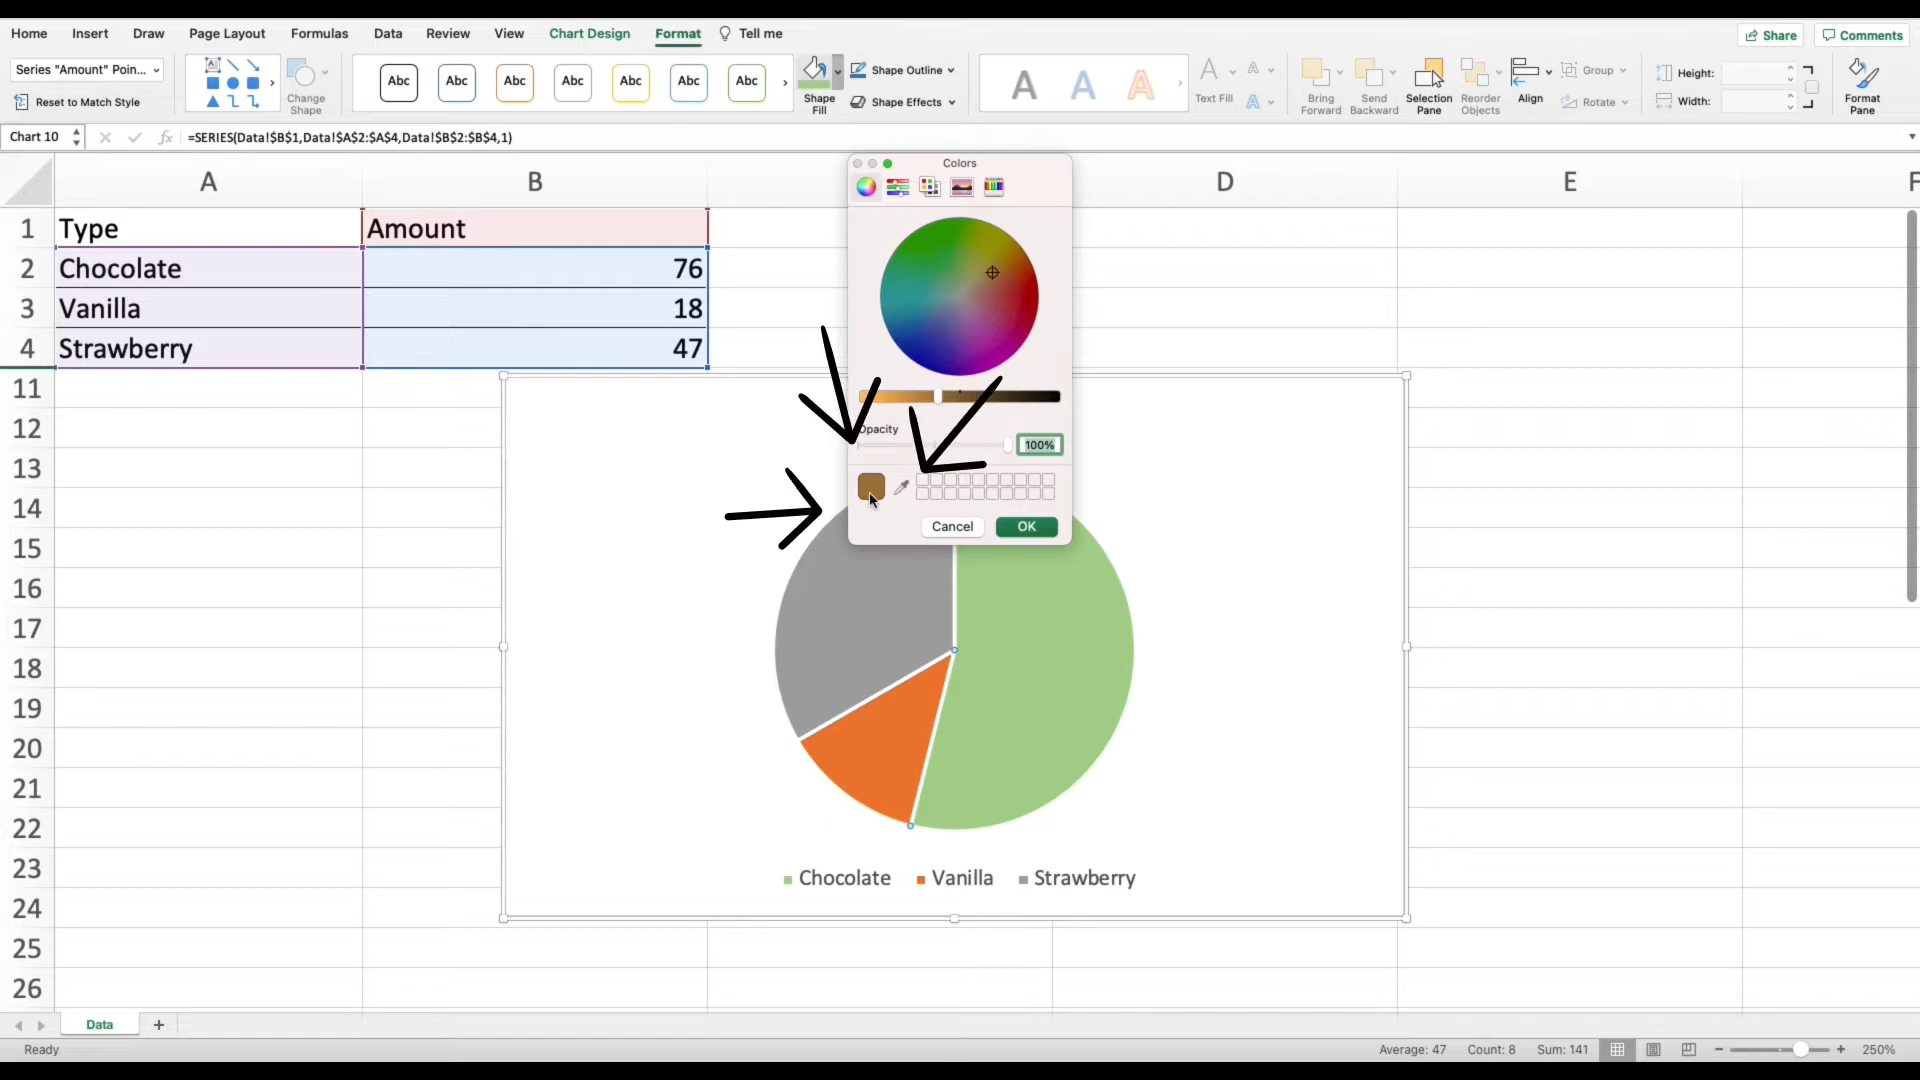 Home Insert Draw Page Layout Formulas Data Review View Chart Design Format Tell me
Share Comments
Series "Amount" Poin...
Reset to Match Style
Change Shape
Abc Abc Abc Abc Abc Abc Abc
Shape Fill
Shape Outline
Shape Effects
A A A
Text Fill
Bring Forward
Send Backward
Selection Pane
Reorder Objects
Align
Group
Rotate
Height:
Width:
Format Pane
Chart 10 fx =SERIES(Data!$B$1,Data!$A$2:$A$4,Data!$B$2:$B$4,1)
Colors
A B D E F
1 Type Amount
2 Chocolate 76
3 Vanilla 18
4 Strawberry 47
11
12
13
14
15
16
17
18
19
20
21
22
23
24
25
26
Opacity
100%
Cancel OK
Chocolate Vanilla Strawberry
Data +
Ready Average: 47 Count: 8 Sum: 141 250%